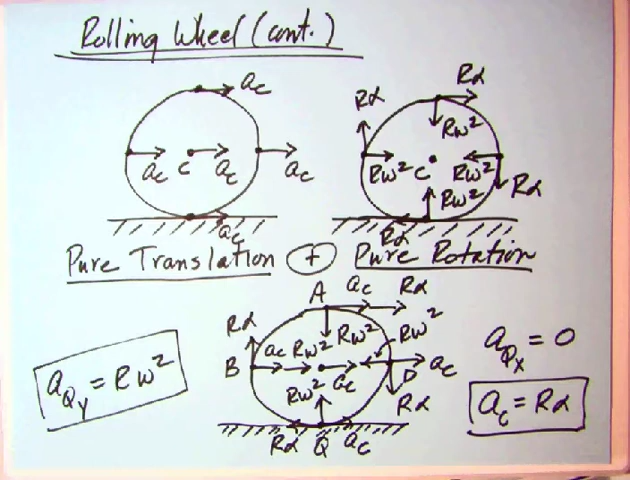 Rolling Wheel (cont.)
ac
Rα
Rα
Rω²
ac
C
ac
ac
Rω²
C
Rω²
Rα
Rω²
ac
Rα
Pure Translation + Pure Rotation
A
ac
Rα
Rα
Rω²
Rω²
B
ac
Rω²
D
ac
Rω²
ac
Rα
Rα
Q
ac
aQy = Rω²
aQx = 0
ac = Rα